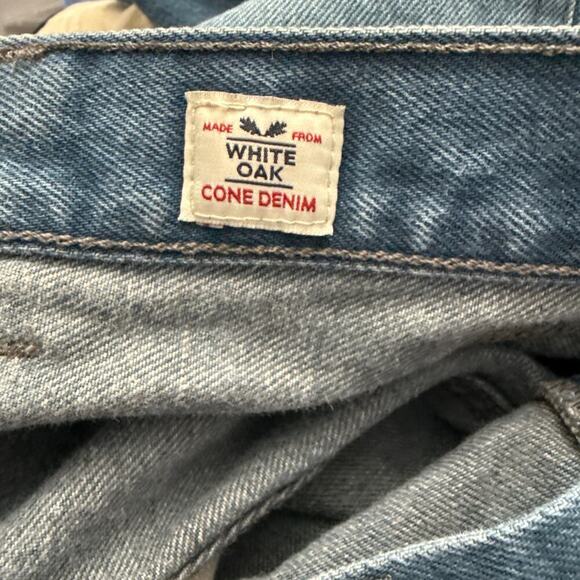 MADE FROM
WHITE
OAK
CONE DENIM